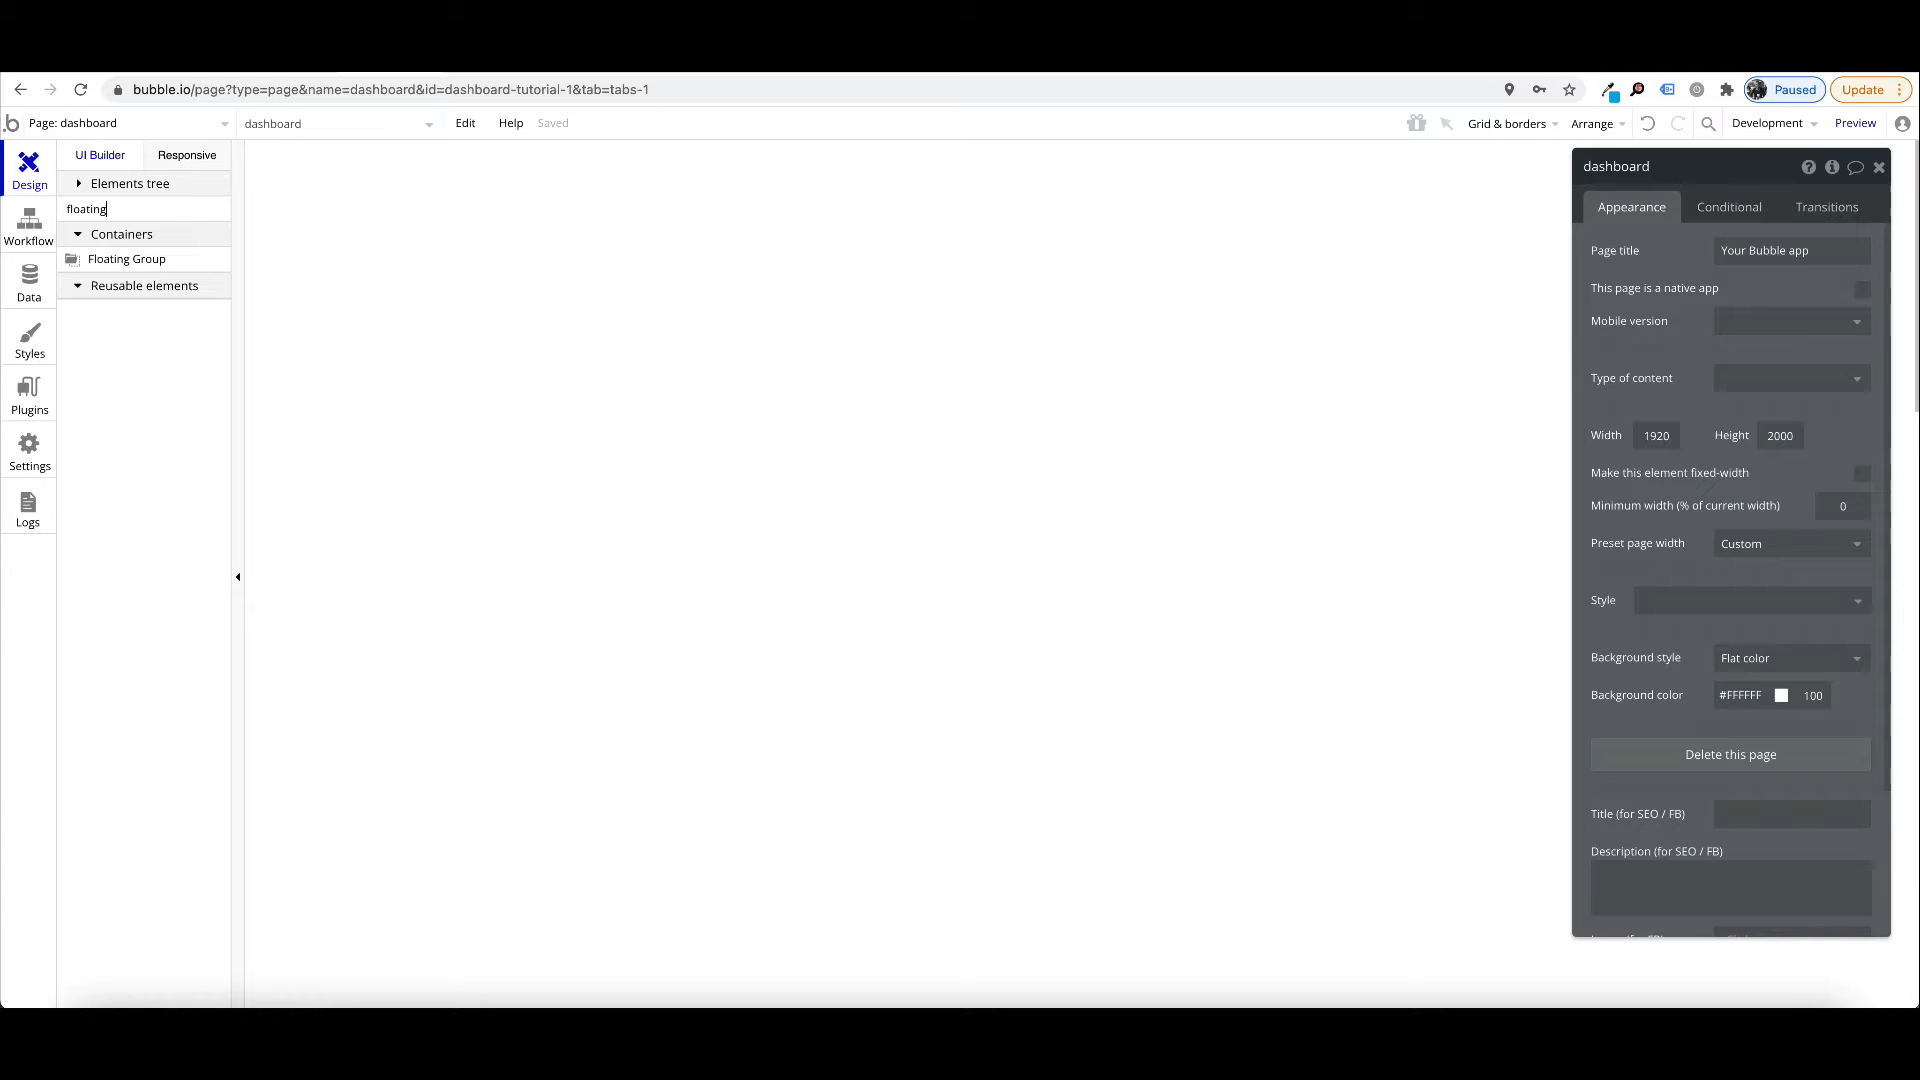 bubble.io/page?type=page&name=dashboard&id=dashboard-tutorial-1&tab=tabs-1
Paused
Update
b
Page: dashboard
dashboard
Edit
Help
Saved
Grid & borders
Arrange
Development
Preview
Design
Workflow
Data
Styles
Plugins
Settings
Logs
UI Builder
Responsive
Elements tree
floating
Containers
Floating Group
Reusable elements
dashboard
Appearance
Conditional
Transitions
Page title
Your Bubble app
This page is a native app
Mobile version
Type of content
Width 1920 Height 2000
Make this element fixed-width
Minimum width (% of current width) 0
Preset page width Custom
Style
Background style Flat color
Background color #FFFFFF 100
Delete this page
Title (for SEO / FB)
Description (for SEO / FB)